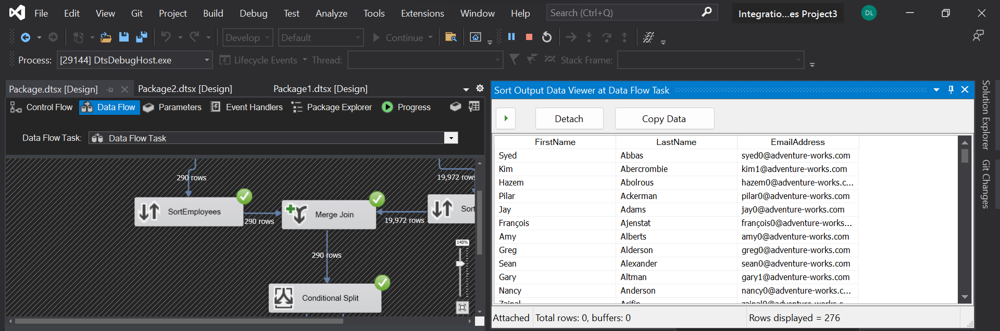 File Edit View Git Project Build Debug Test Analyze Tools Extensions Window Help Search (Ctrl+Q) Integratio...es Project3 DL
Develop Default Continue
Process: [29144] DtsDebugHost.exe Lifecycle Events Thread: Stack Frame:
Package.dtsx [Design] Package2.dtsx [Design] Package1.dtsx [Design]
Control Flow Data Flow Parameters Event Handlers Package Explorer Progress
Data Flow Task: Data Flow Task
290 rows 19,972 rows
SortEmployees Merge Join Sort
290 rows 19,972 rows
140%
290 rows
Conditional Split
Sort Output Data Viewer at Data Flow Task
Detach Copy Data
FirstName LastName EmailAddress
Syed Abbas syed0@adventure-works.com
Kim Abercrombie kim1@adventure-works.com
Hazem Abolrous hazem0@adventure-works.c...
Pilar Ackerman pilar0@adventure-works.com
Jay Adams jay0@adventure-works.com
François Ajenstat françois0@adventure-works...
Amy Alberts amy0@adventure-works.com
Greg Alderson greg0@adventure-works.com
Sean Alexander sean0@adventure-works.com
Gary Altman gary1@adventure-works.com
Nancy Anderson nancy0@adventure-works.c...
Zainal Arifin zainal0@adventure-works.c...
Attached Total rows: 0, buffers: 0 Rows displayed = 276
Solution Explorer
Git Changes